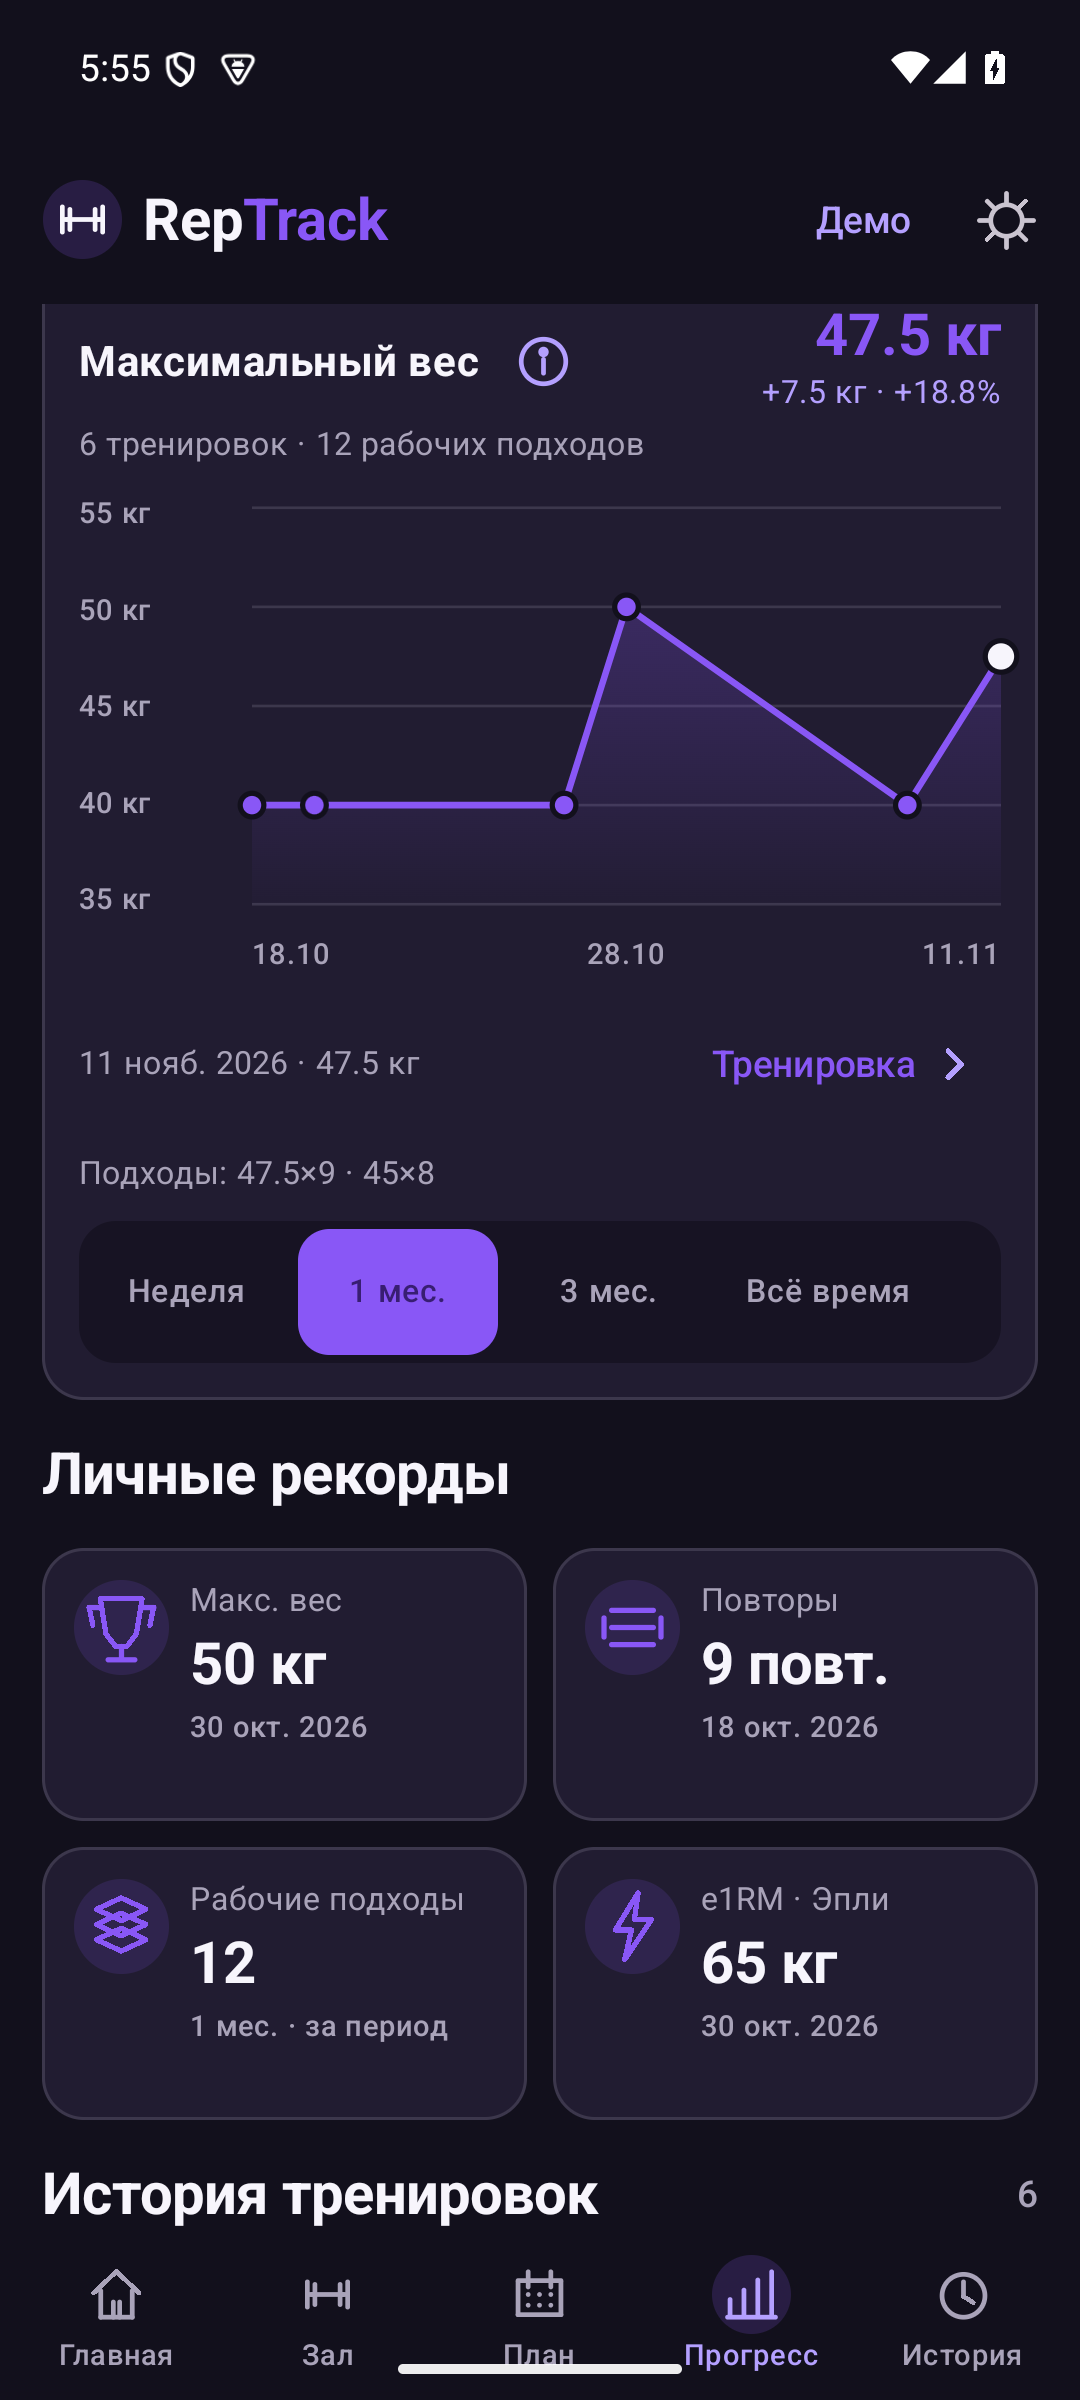 5:55
RepTrack
Демо
47.5 кг
Максимальный вес
+7.5 кг · +18.8%
6 тренировок · 12 рабочих подходов
55 кг
50 кг
45 кг
40 кг
35 кг
18.10 28.10 11.11
11 нояб. 2026 · 47.5 кг
Тренировка
Подходы: 47.5×9 · 45×8
Неделя 1 мес. 3 мес. Всё время
Личные рекорды
Макс. вес
50 кг
30 окт. 2026
Повторы
9 повт.
18 окт. 2026
Рабочие подходы
12
1 мес. · за период
e1RM · Эпли
65 кг
30 окт. 2026
История тренировок
6
Главная Зал План Прогресс История